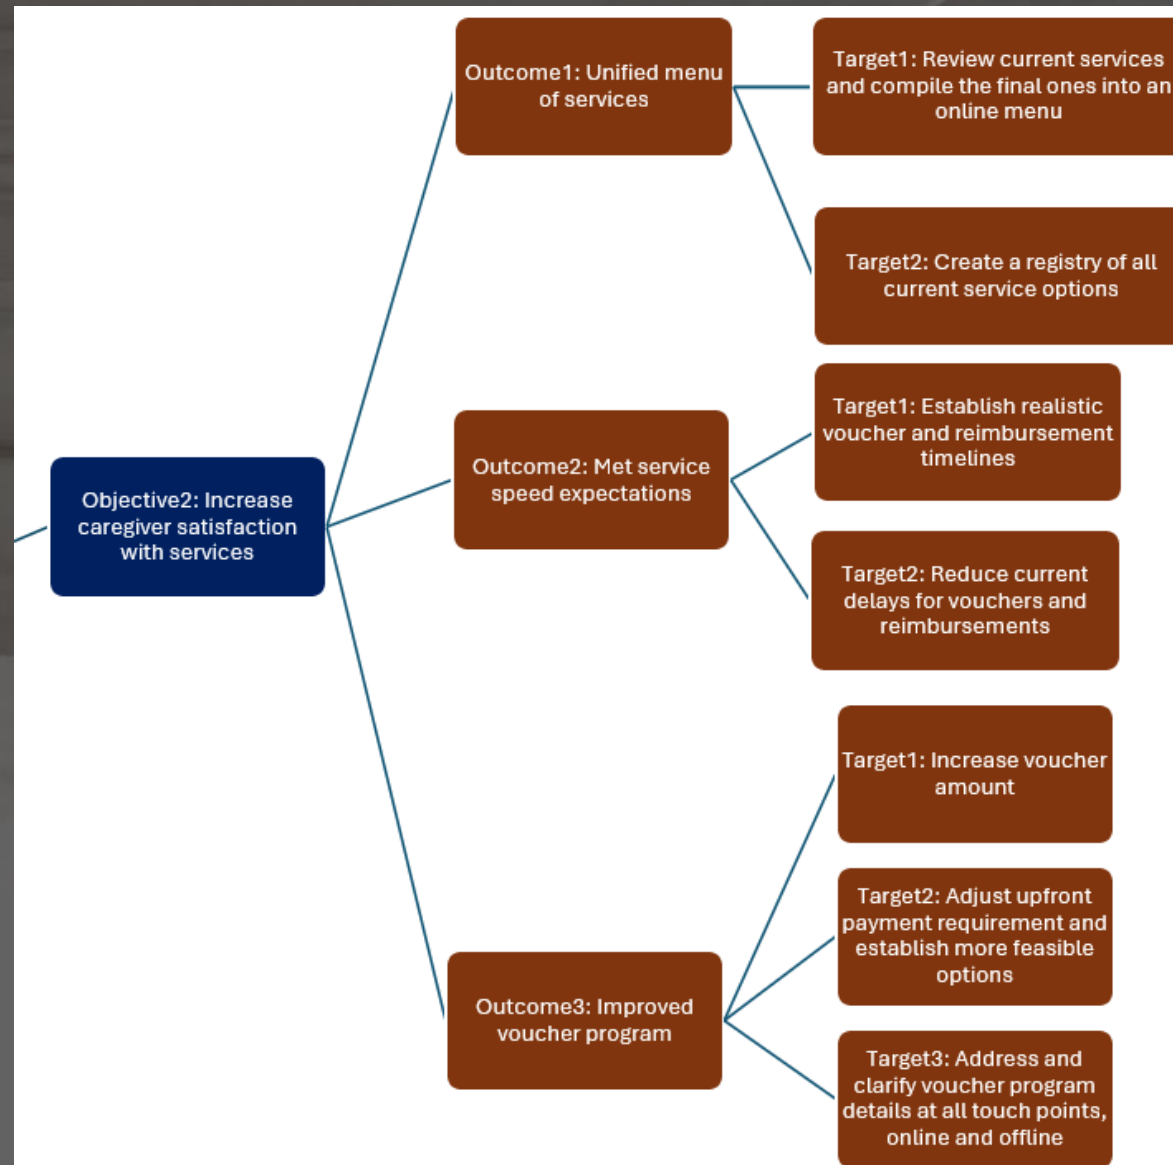 Outcome1: Unified menu
of services
Target1: Review current services
and compile the final ones into an
online menu
Target2: Create a registry of all
current service options
Objective2: Increase
caregiver satisfaction
with services
Outcome2: Met service
speed expectations
Target1: Establish realistic
voucher and reimbursement
timelines
Target2: Reduce current
delays for vouchers and
reimbursements
Outcome3: Improved
voucher program
Target1: Increase voucher
amount
Target2: Adjust upfront
payment requirement and
establish more feasible
options
Target3: Address and
clarify voucher program
details at all touch points,
online and offline